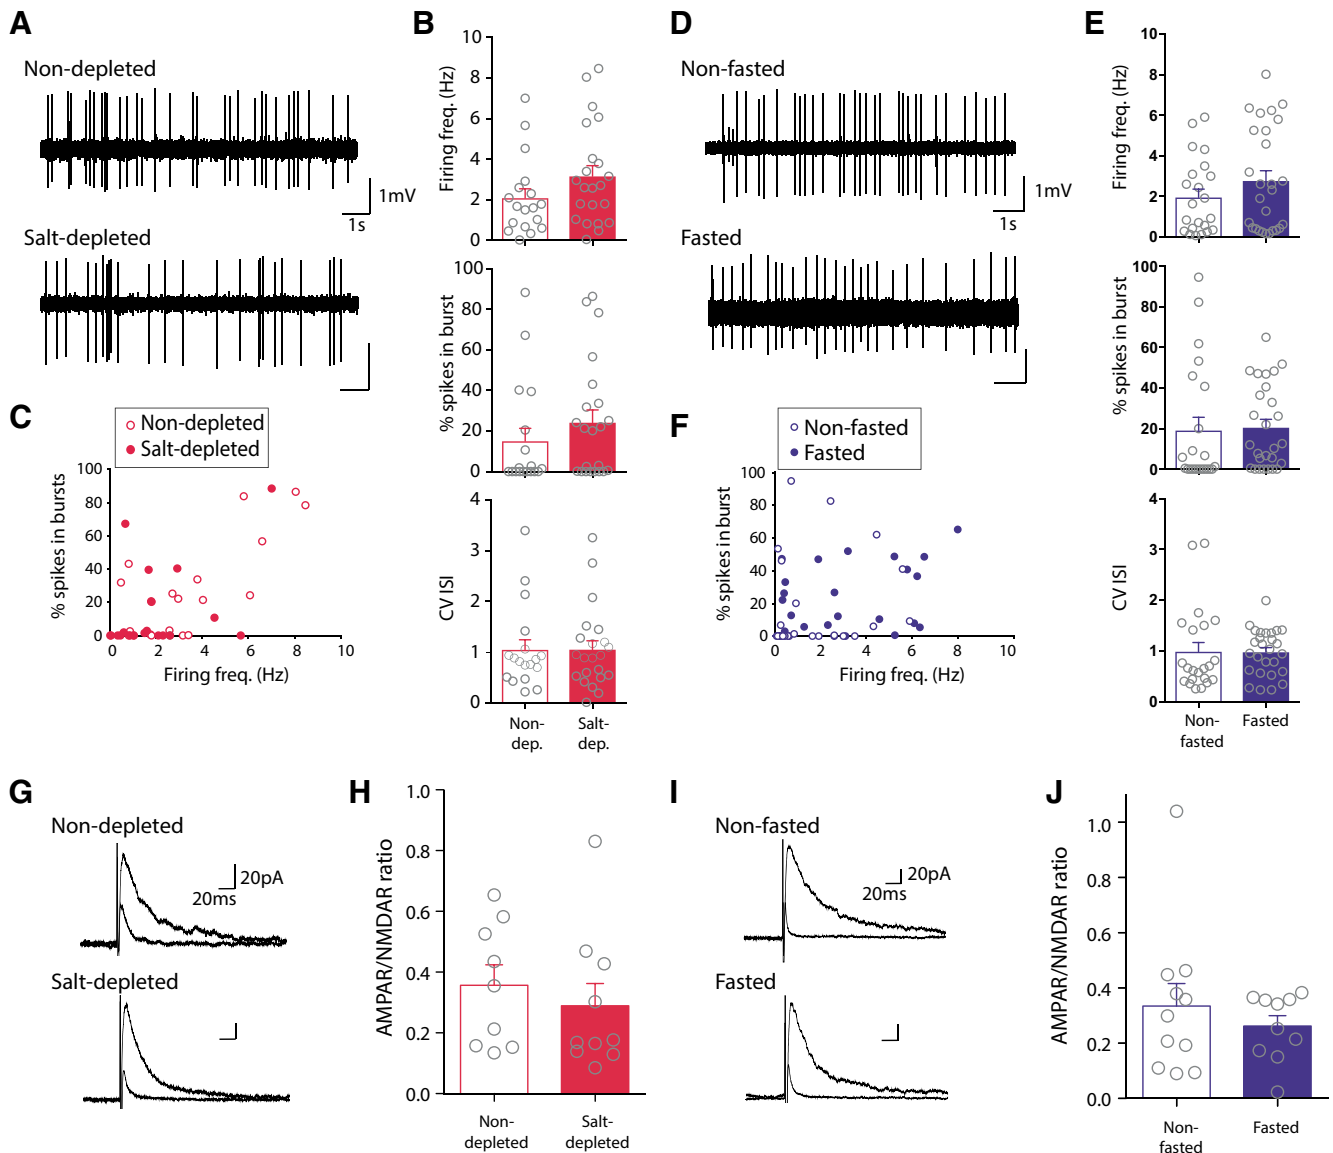 A
Non-depleted
1mV
1s
Salt-depleted
B
Firing freq. (Hz)
10
8
6
4
2
0
% spikes in burst
100
80
60
40
20
0
CV ISI
4
3
2
1
0
Non-
dep.
Salt-
dep.
C
Non-depleted
Salt-depleted
% spikes in bursts
100
80
60
40
20
0
0
2
4
6
8
10
Firing freq. (Hz)
D
Non-fasted
1mV
1s
Fasted
E
Firing freq. (Hz)
10
8
6
4
2
0
% spikes in burst
100
80
60
40
20
0
CV ISI
4
3
2
1
0
Non-
fasted
Fasted
F
Non-fasted
Fasted
% spikes in burst
100
80
60
40
20
0
0
2
4
6
8
10
Firing freq. (Hz)
G
Non-depleted
20pA
20ms
Salt-depleted
H
AMPAR/NMDAR ratio
1.0
0.8
0.6
0.4
0.2
0.0
Non-
depleted
Salt-
depleted
I
Non-fasted
20pA
20ms
Fasted
J
AMPAR/NMDAR ratio
1.0
0.8
0.6
0.4
0.2
0.0
Non-
fasted
Fasted